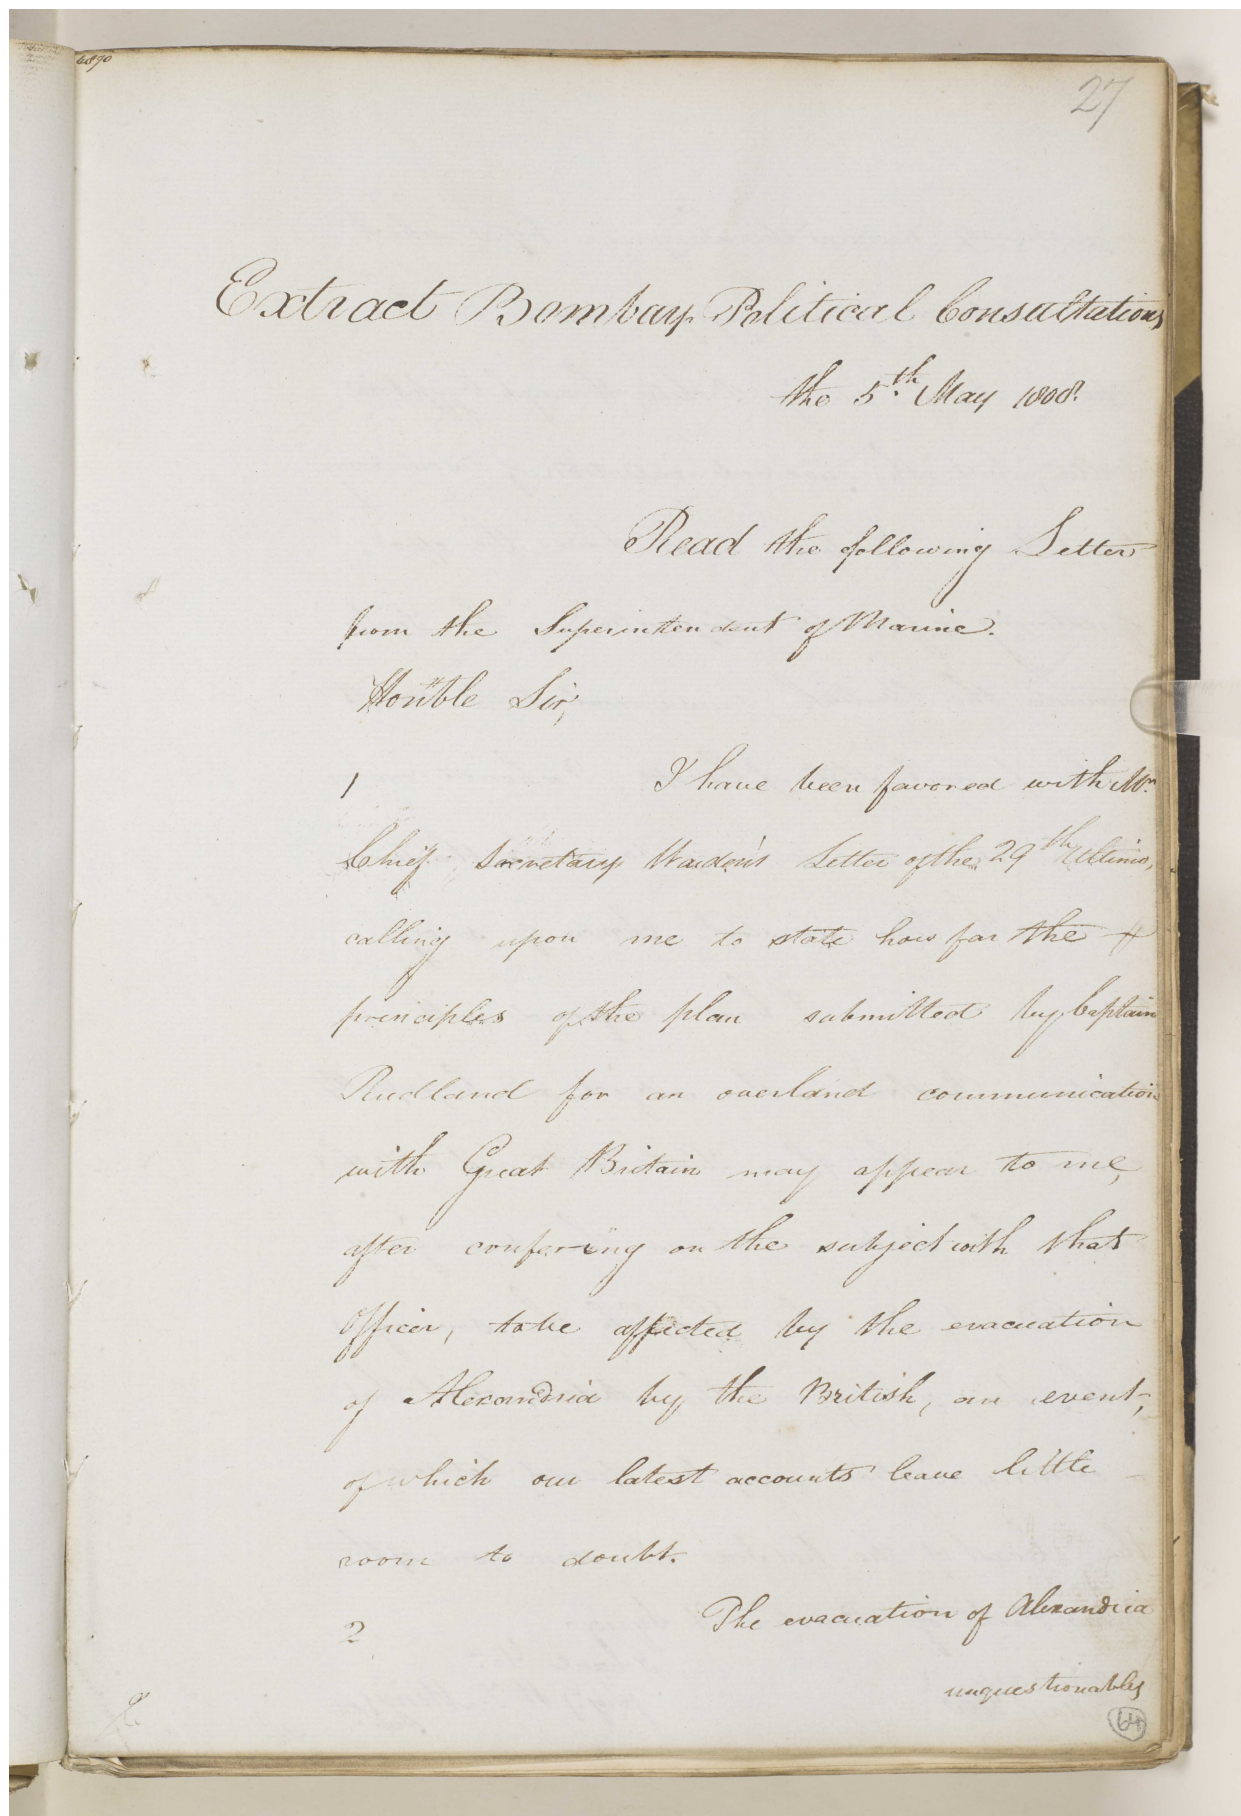 6890
27
Extract Bombay Political Consultations
the 5th. May 1808.
Read the following Letter
from the Superintendent of Marine.
Honble Sir,
1 I have been favored with Mr.
Chief Secretary Warden's Letter of the 29th Ultimo,
calling upon me to state how far the
principles of the plan submitted by Captain
Rudland for an overland communication
with Great Britain may appear to me,
after confering on the subject with that
Officer, to be affected by the evacuation
of Alexandria by the British, an event,
of which our latest accounts leave little
room to doubt.
2 The evacuation of Alexandria
unquestionably
64